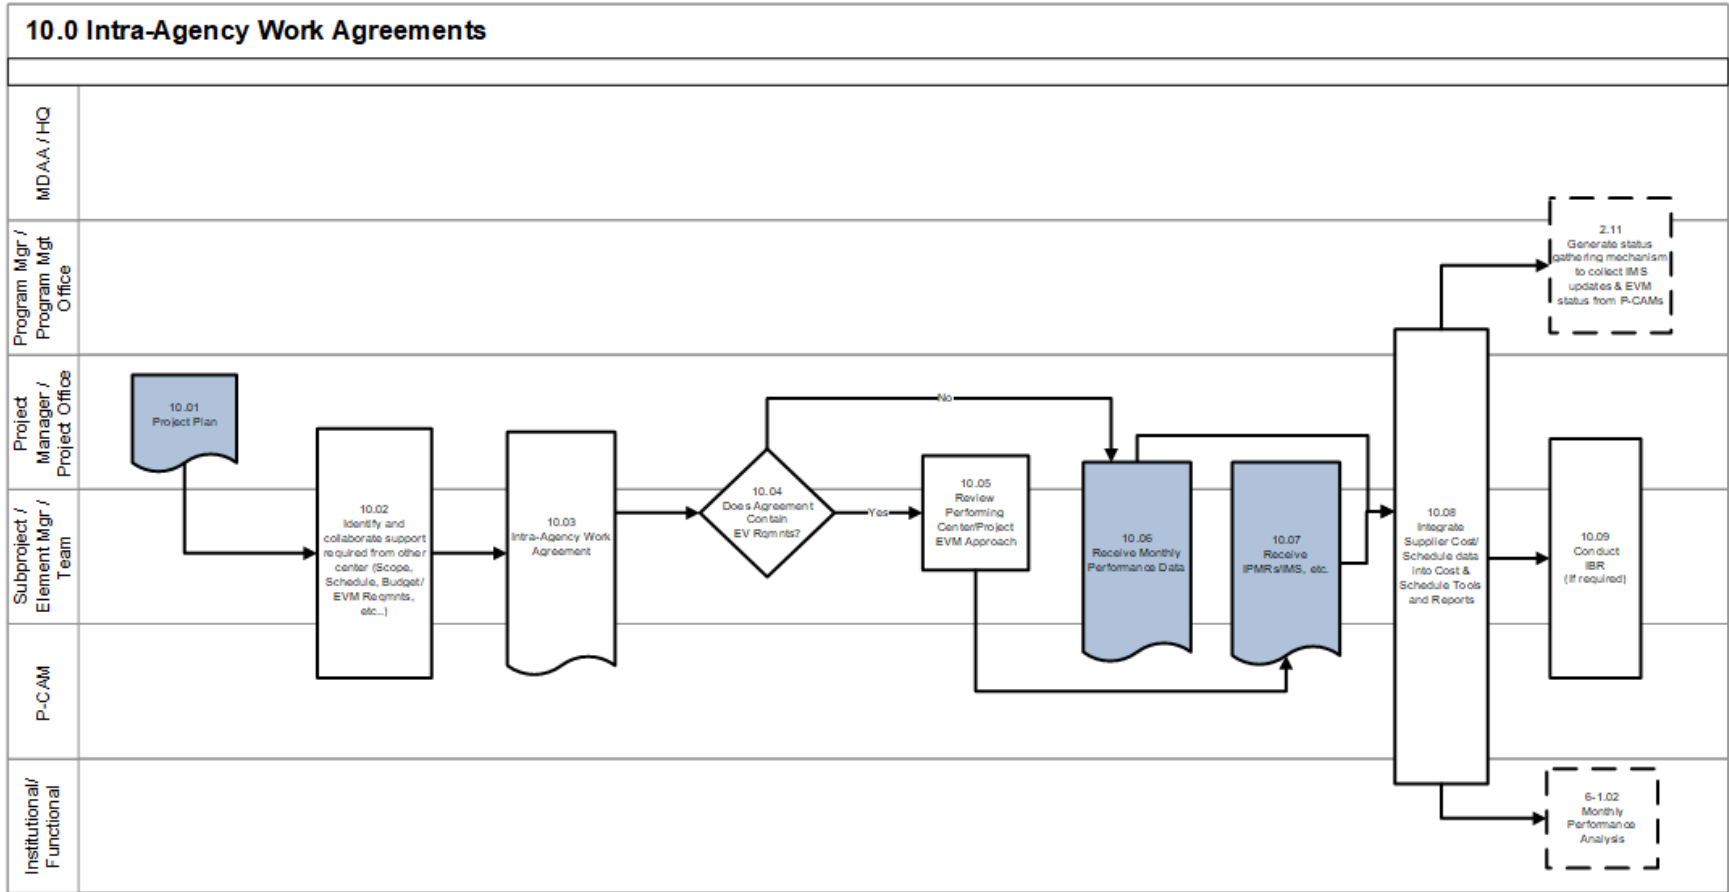 10.0 Intra-Agency Work Agreements
MDAA / HQ
Program Mgr /
Program Mgt
Office
Project
Manager /
Project Office
Subproject /
Element Mgr /
Team
P-CAM
Institutional/
Functional
10.01
Project Plan
10.02
Identify and
collaborate support
required from other
center (Scope,
Schedule, Budget/
EVM Reqmnts,
etc..)
10.03
Intra-Agency Work
Agreement
10.04
Does Agreement
Contain
EV Rqmnts?
No
Yes
10.05
Review
Performing
Center/Project
EVM Approach
10.06
Receive Monthly
Performance Data
10.07
Receive
IPMRs/IMS, etc.
10.08
Integrate
Supplier Cost/
Schedule data
into Cost &
Schedule Tools
and Reports
2.11
Generate status
gathering mechanism
to collect IMS
updates & EVM
status from P-CAMs
10.09
Conduct
IBR
(If required)
6-1.02
Monthly
Performance
Analysis